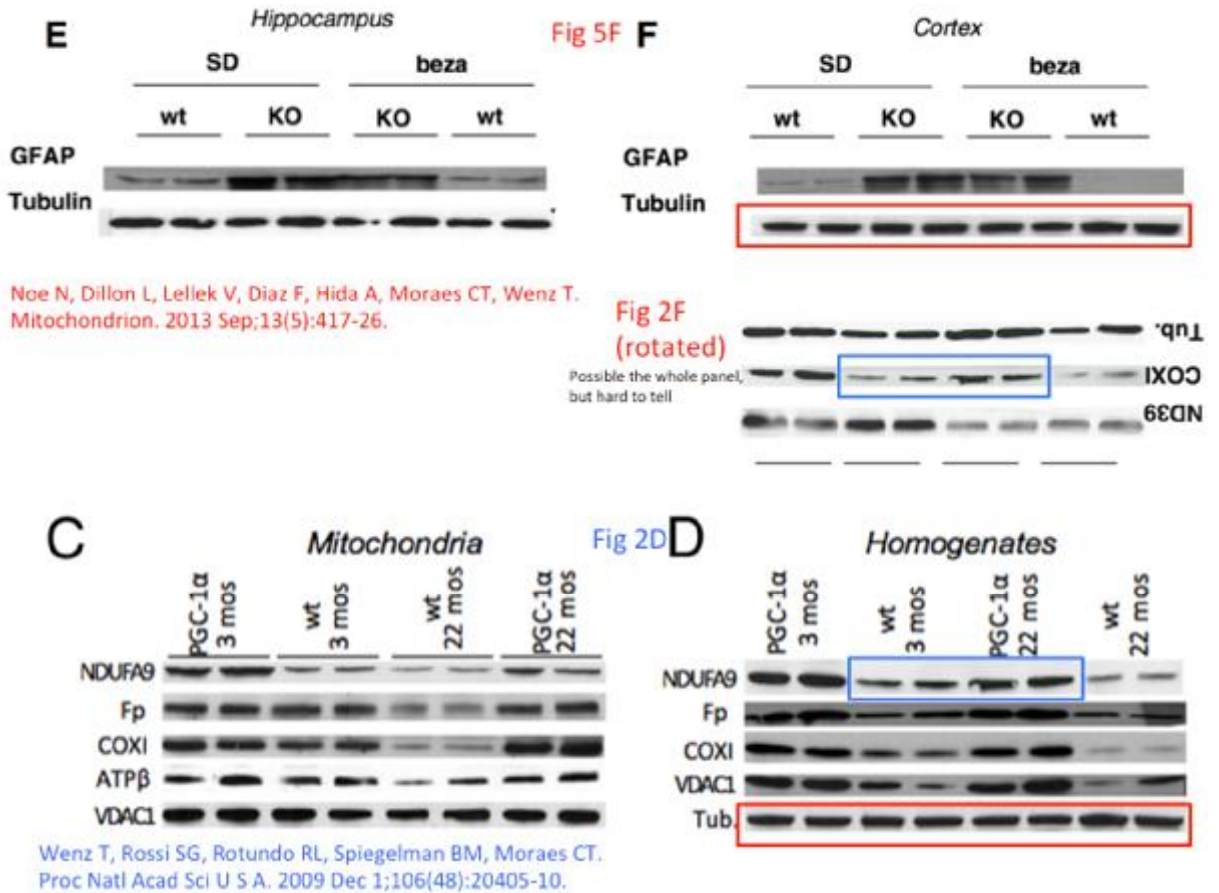 E Hippocampus
SD beza
wt KO KO wt
GFAP
Tubulin
Fig 5F F Cortex
SD beza
wt KO KO wt
GFAP
Tubulin
Noe N, Dillon L, Lellek V, Diaz F, Hida A, Moraes CT, Wenz T.
Mitochondrion. 2013 Sep;13(5):417-26.
Fig 2F
(rotated)
Possible the whole panel,
but hard to tell
Tub.
COXI
ND39
C Mitochondria
PGC-1α 3 mos wt 3 mos wt 22 mos PGC-1α 22 mos
NDUFA9
Fp
COXI
ATPβ
VDAC1
Fig 2D D Homogenates
PGC-1α 3 mos wt 3 mos PGC-1α 22 mos wt 22 mos
NDUFA9
Fp
COXI
VDAC1
Tub.
Wenz T, Rossi SG, Rotundo RL, Spiegelman BM, Moraes CT.
Proc Natl Acad Sci U S A. 2009 Dec 1;106(48):20405-10.